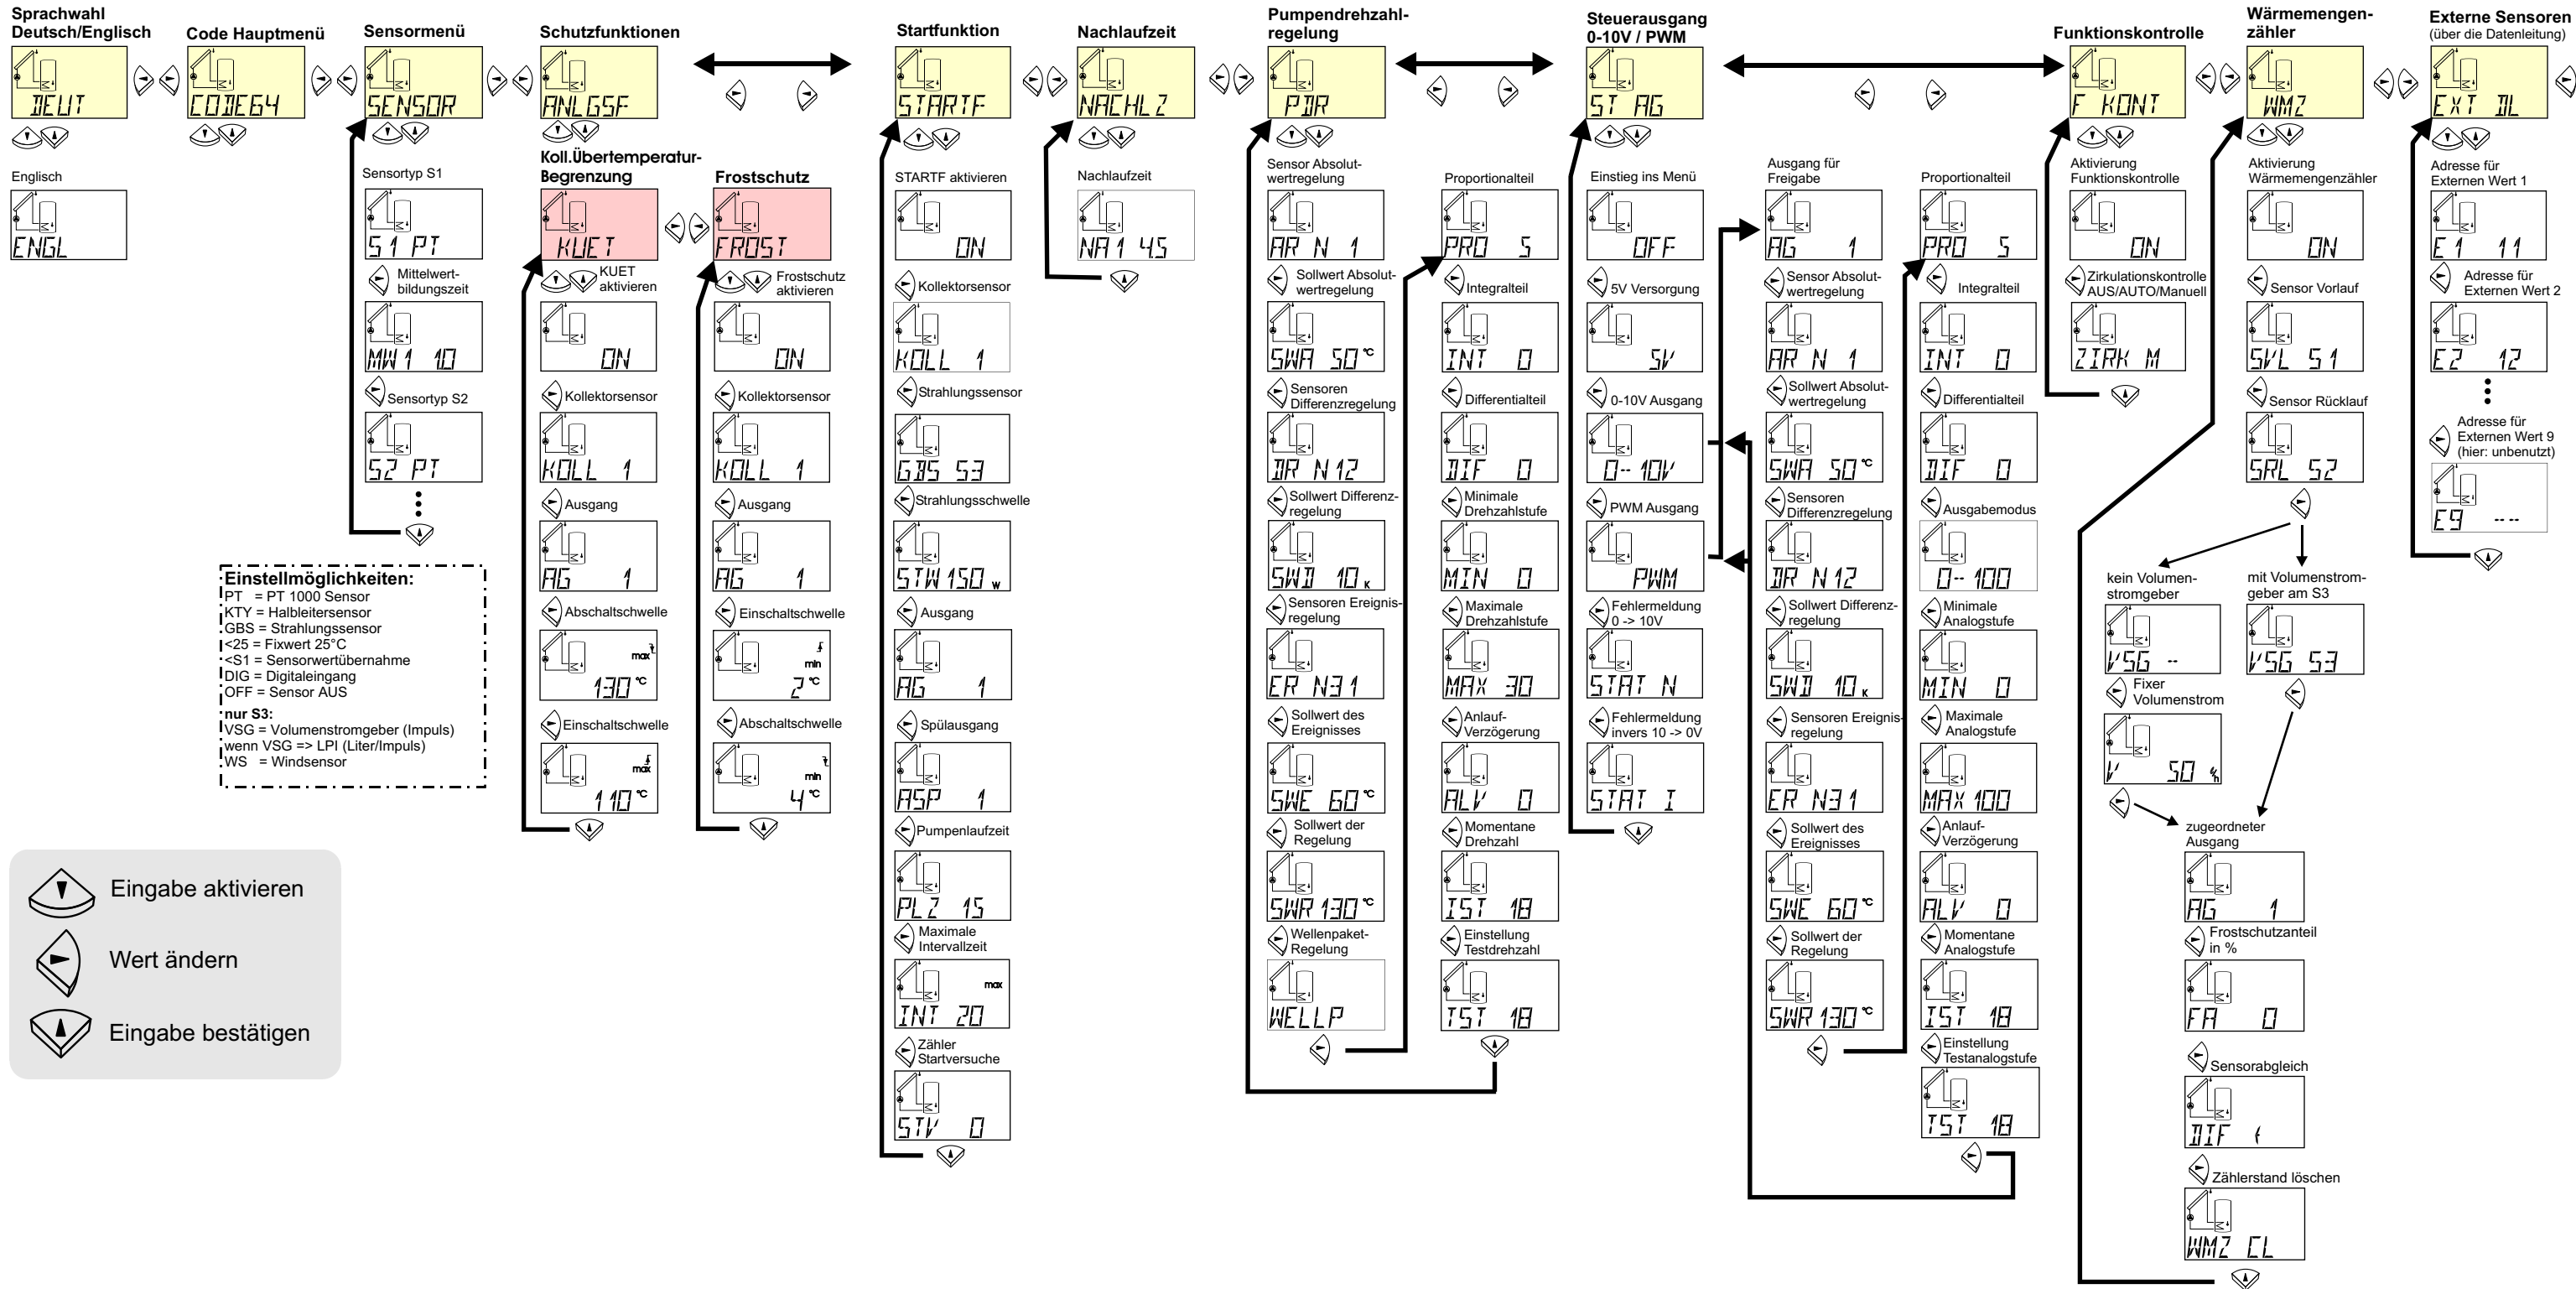 Sprachwahl
Deutsch/Englisch
DEUT
Englisch
ENGL
Code Hauptmenü
CODE64
Sensormenü
SENSOR
Sensortyp S1
S1 PT
Mittelwert-
bildungszeit
MW1 1.0
Sensortyp S2
S2 PT
Einstellmöglichkeiten:
PT = PT 1000 Sensor
KTY = Halbleitersensor
GBS = Strahlungssensor
<25 = Fixwert 25°C
<S1 = Sensorwertübernahme
DIG = Digitaleingang
OFF = Sensor AUS
nur S3:
VSG = Volumenstromgeber (Impuls)
wenn VSG => LPI (Liter/Impuls)
WS = Windsensor
Eingabe aktivieren
Wert ändern
Eingabe bestätigen
Schutzfunktionen
ANLGSF
Koll.Übertemperatur-
Begrenzung
KUET
KUET
aktivieren
ON
Kollektorsensor
KOLL 1
Ausgang
AG 1
Abschaltschwelle
max
130 °C
Einschaltschwelle
max
110 °C
Frostschutz
FROST
Frostschutz
aktivieren
ON
Kollektorsensor
KOLL 1
Ausgang
AG 1
Einschaltschwelle
min
2 °C
Abschaltschwelle
min
4 °C
Startfunktion
STARTF
STARTF aktivieren
ON
Kollektorsensor
KOLL 1
Strahlungssensor
GBS S3
Strahlungsschwelle
STW 150 W
Ausgang
AG 1
Spülausgang
ASP 1
Pumpenlaufzeit
PLZ 15
Maximale
Intervallzeit
max
INT 20
Zähler
Startversuche
STV 0
Nachlaufzeit
NACHLZ
Nachlaufzeit
NA1 4.5
Pumpendrehzahl-
regelung
PDR
Sensor Absolut-
wertregelung
AR N 1
Sollwert Absolut-
wertregelung
SWA 50 °C
Sensoren
Differenzregelung
DR N12
Sollwert Differenz-
regelung
SWD 10 K
Sensoren Ereignis-
regelung
ER N31
Sollwert des
Ereignisses
SWE 60 °C
Sollwert der
Regelung
SWR 130 °C
Wellenpaket-
Regelung
WELLP
Proportionalteil
PRO 5
Integralteil
INT 0
Differentialteil
DIF 0
Minimale
Drehzahlstufe
MIN 0
Maximale
Drehzahlstufe
MAX 30
Anlauf-
Verzögerung
ALV 0
Momentane
Drehzahl
IST 18
Einstellung
Testdrehzahl
TST 18
Steuerausgang
0-10V / PWM
ST AG
Einstieg ins Menü
OFF
5V Versorgung
5V
0-10V Ausgang
0-- 10V
PWM Ausgang
PWM
Fehlermeldung
0 -> 10V
STAT N
Fehlermeldung
invers 10 -> 0V
STAT I
Ausgang für
Freigabe
AG 1
Sensor Absolut-
wertregelung
AR N 1
Sollwert Absolut-
wertregelung
SWA 50 °C
Sensoren
Differenzregelung
DR N12
Sollwert Differenz-
regelung
SWD 10 K
Sensoren Ereignis-
regelung
ER N31
Sollwert des
Ereignisses
SWE 60 °C
Sollwert der
Regelung
SWR 130 °C
Proportionalteil
PRO 5
Integralteil
INT 0
Differentialteil
DIF 0
Ausgabemodus
0-- 100
Minimale
Analogstufe
MIN 0
Maximale
Analogstufe
MAX 100
Anlauf-
Verzögerung
ALV 0
Momentane
Analogstufe
IST 18
Einstellung
Testanalogstufe
TST 18
Funktionskontrolle
F KONT
Aktivierung
Funktionskontrolle
ON
Zirkulationskontrolle
AUS/AUTO/Manuell
ZIRK M
Wärmemengen-
zähler
WMZ
Aktivierung
Wärmemengenzähler
ON
Sensor Vorlauf
SVL S1
Sensor Rücklauf
SRL S2
kein Volumen-
stromgeber
VSG --
Fixer
Volumenstrom
V 50
mit Volumenstrom-
geber am S3
VSG S3
zugeordneter
Ausgang
AG 1
Frostschutzanteil
in %
FA 0
Sensorabgleich
DIF
Zählerstand löschen
WMZ CL
Externe Sensoren
(über die Datenleitung)
EXT DL
Adresse für
Externen Wert 1
E1 11
Adresse für
Externen Wert 2
E2 12
Adresse für
Externen Wert 9
(hier: unbenutzt)
E9 --